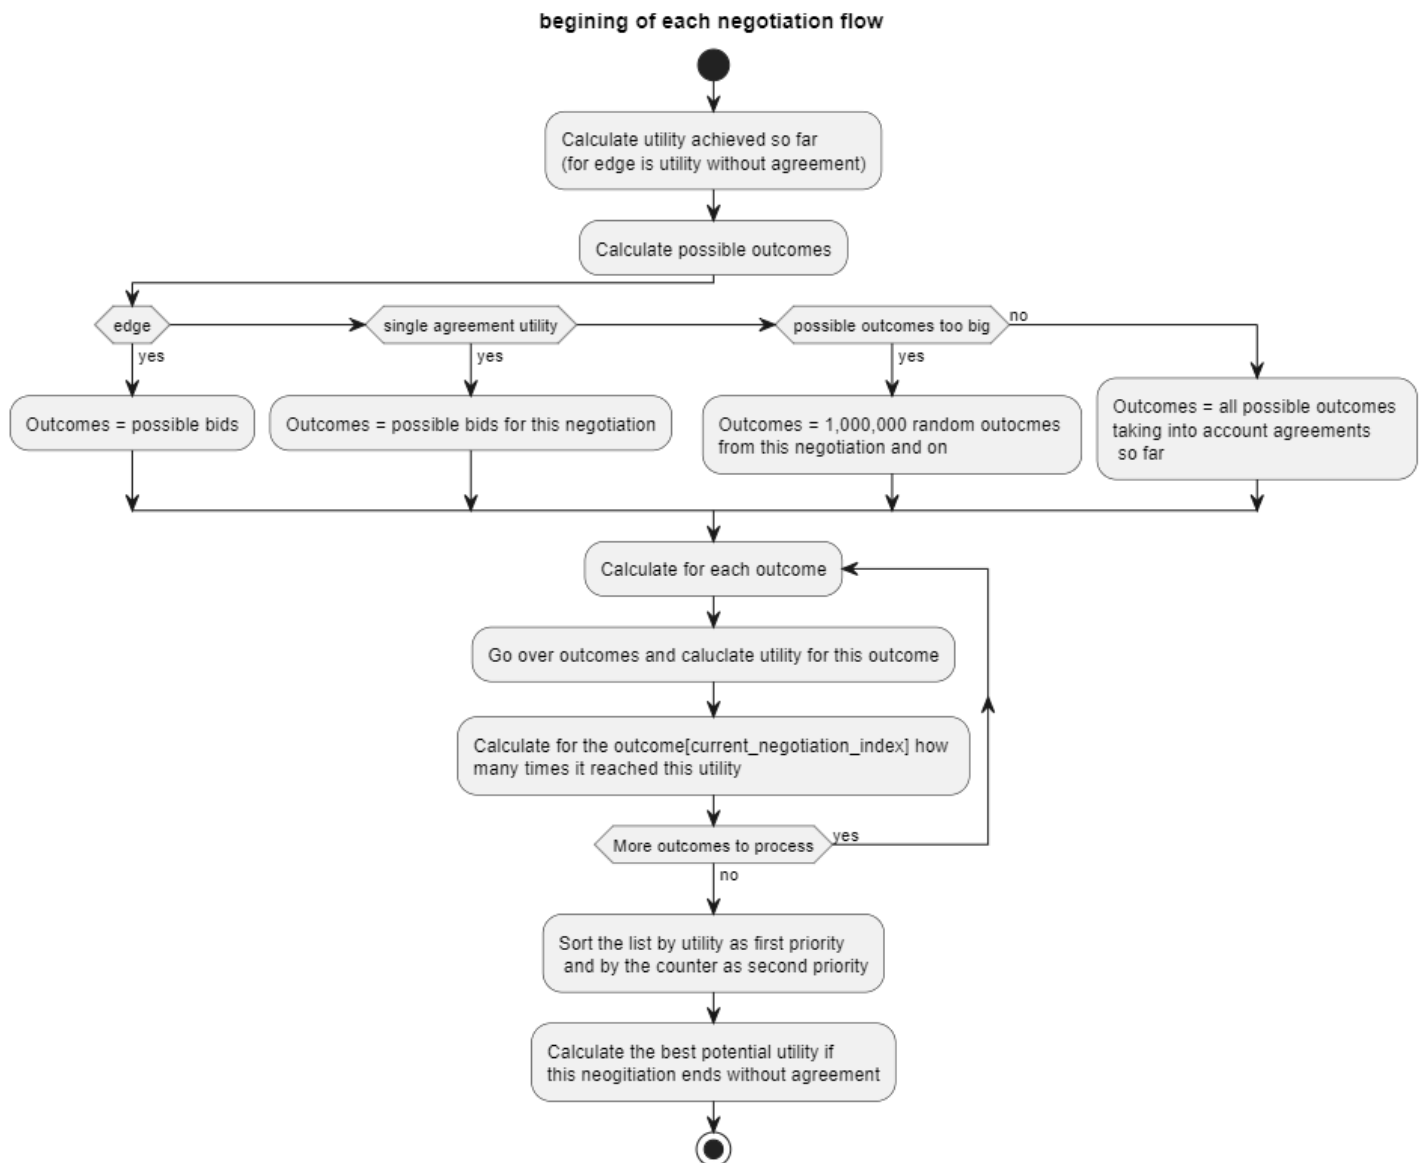 begining of each negotiation flow
Calculate utility achieved so far
(for edge is utility without agreement)
Calculate possible outcomes
edge
single agreement utility
possible outcomes too big
no
yes
yes
yes
Outcomes = possible bids
Outcomes = possible bids for this negotiation
Outcomes = 1,000,000 random outocmes
from this negotiation and on
Outcomes = all possible outcomes
taking into account agreements
so far
Calculate for each outcome
Go over outcomes and caluclate utility for this outcome
Calculate for the outcome[current_negotiation_index] how
many times it reached this utility
More outcomes to process
yes
no
Sort the list by utility as first priority
and by the counter as second priority
Calculate the best potential utility if
this neogitiation ends without agreement